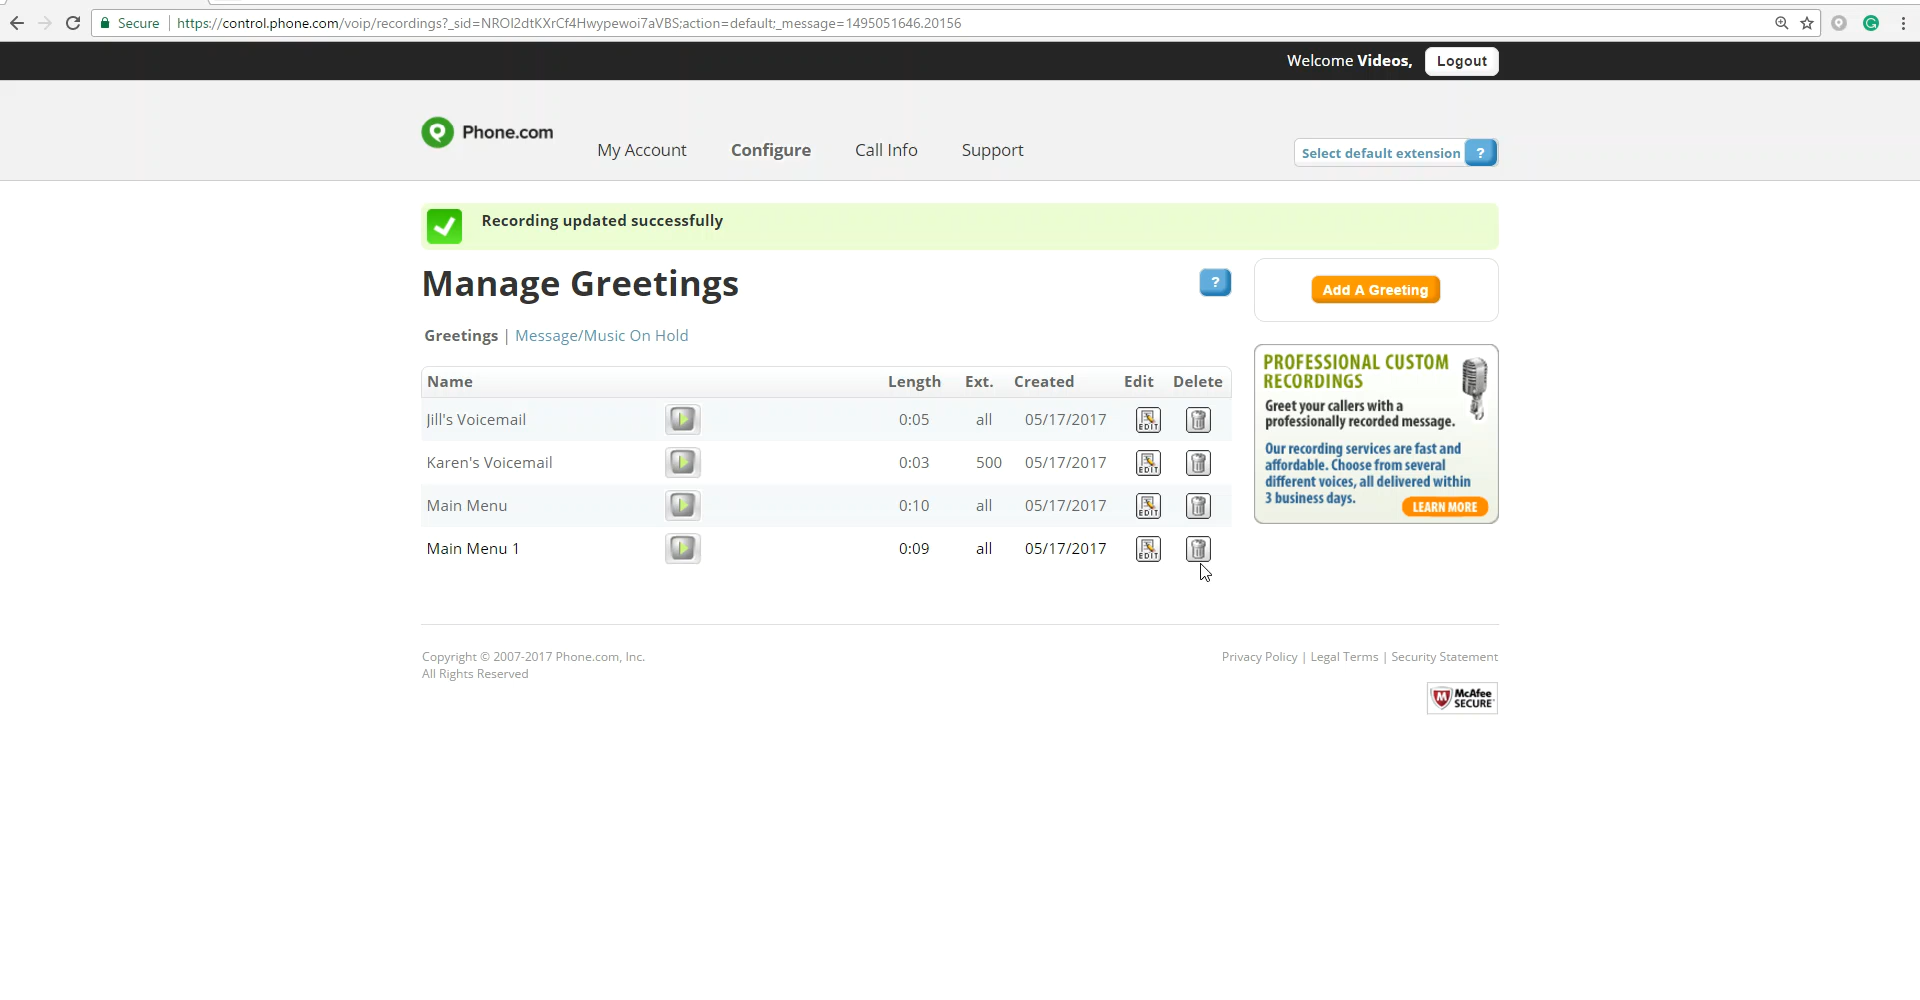 Secure https://control.phone.com/voip/recordings?_sid=NROI2dtKXrCf4Hwypewoi7aVBS;action=default;_message=1495051646.20156
Welcome Videos, Logout
Phone.com
My Account Configure Call Info Support
Select default extension ?
Recording updated successfully
Manage Greetings ?
Add A Greeting
Greetings | Message/Music On Hold
Name Length Ext. Created Edit Delete
Jill's Voicemail 0:05 all 05/17/2017 EDIT
Karen's Voicemail 0:03 500 05/17/2017 EDIT
Main Menu 0:10 all 05/17/2017 EDIT
Main Menu 1 0:09 all 05/17/2017 EDIT
PROFESSIONAL CUSTOM
RECORDINGS
Greet your callers with a
professionally recorded message.
Our recording services are fast and
affordable. Choose from several
different voices, all delivered within
3 business days.
LEARN MORE
Copyright © 2007-2017 Phone.com, Inc.
All Rights Reserved
Privacy Policy | Legal Terms | Security Statement
McAfee
SECURE